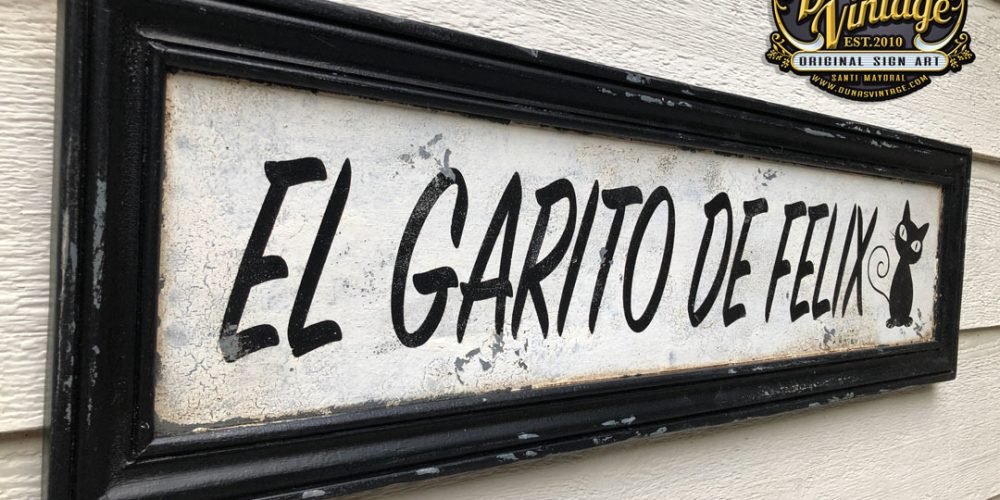 Vintage
EST. 2010
ORIGINAL SIGN ART
SANTI MAYORAL
WWW.DUNASVINTAGE.COM
EL GARITO DE FELIX